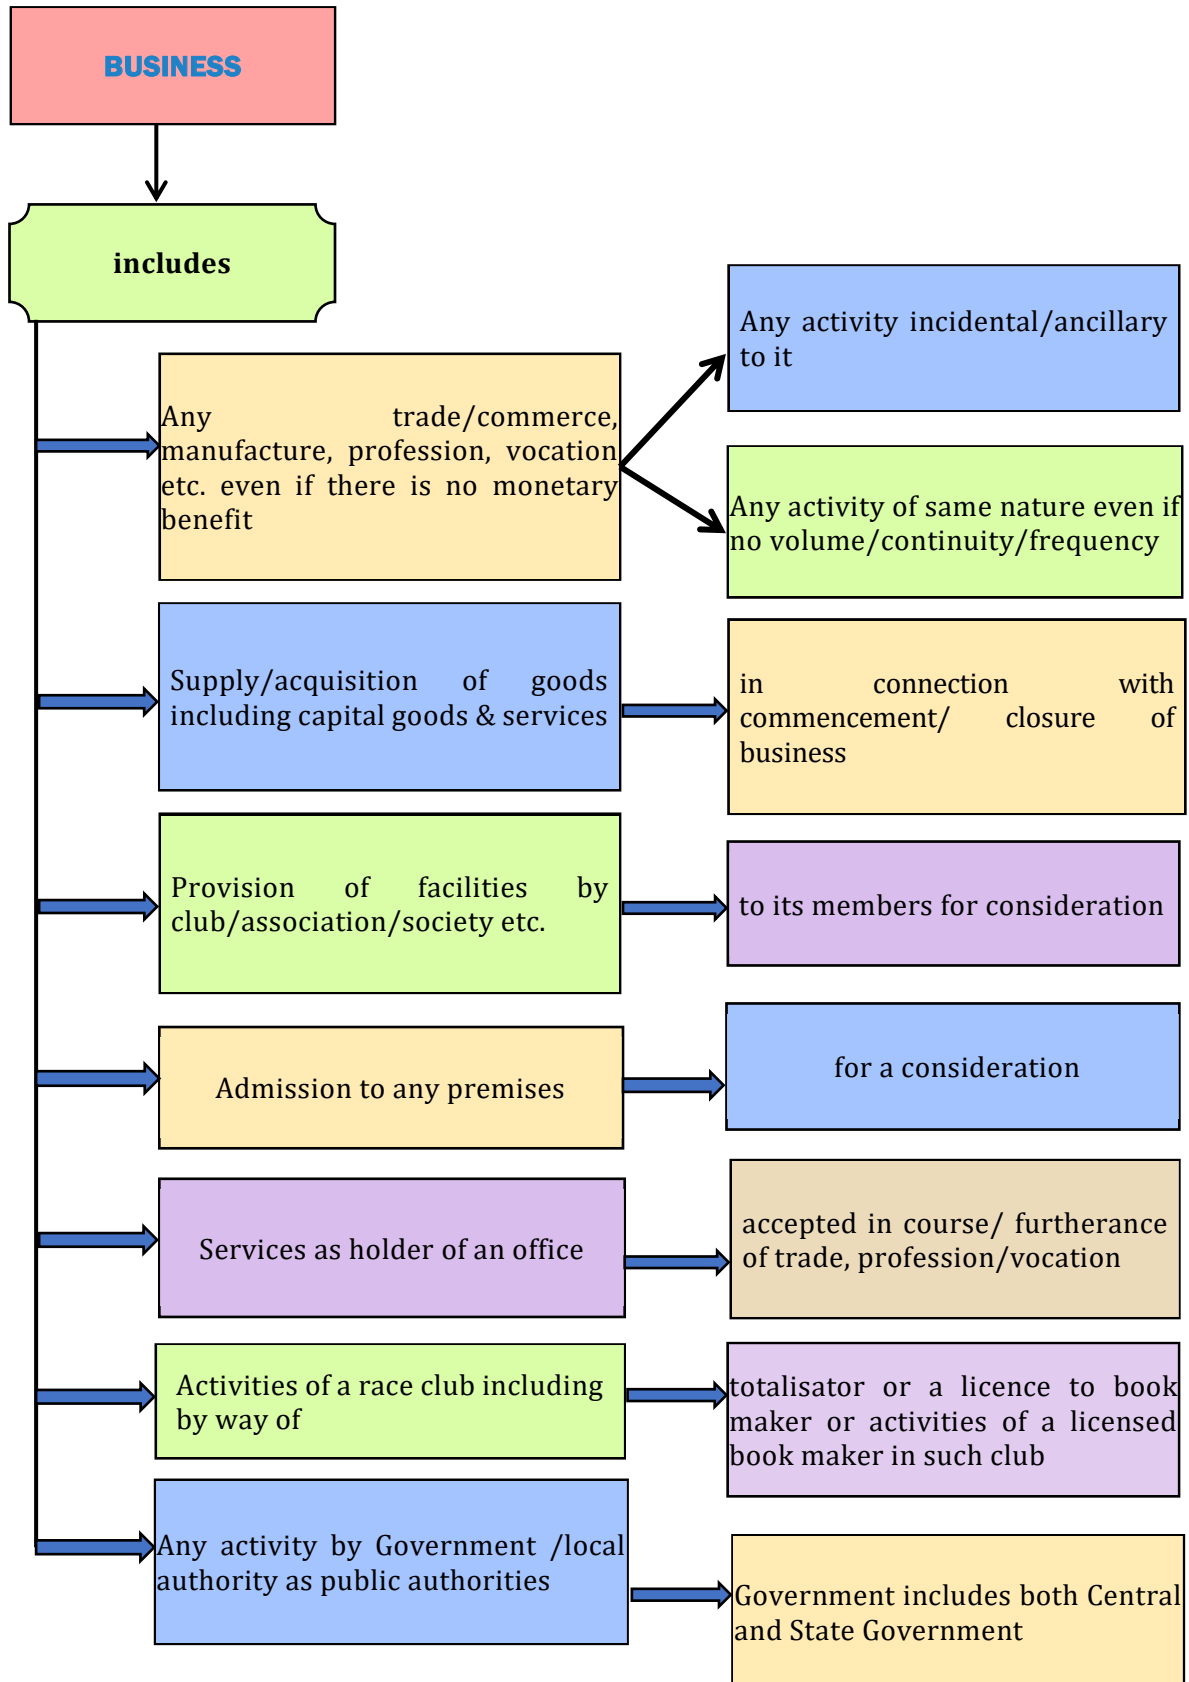 BUSINESS
includes
Any trade/commerce,
manufacture, profession, vocation
etc. even if there is no monetary
benefit
Any activity incidental/ancillary
to it
Any activity of same nature even if
no volume/continuity/frequency
Supply/acquisition of goods
including capital goods & services
in connection with
commencement/ closure of
business
Provision of facilities by
club/association/society etc.
to its members for consideration
Admission to any premises
for a consideration
Services as holder of an office
accepted in course/ furtherance
of trade, profession/vocation
Activities of a race club including
by way of
totalisator or a licence to book
maker or activities of a licensed
book maker in such club
Any activity by Government /local
authority as public authorities
Government includes both Central
and State Government